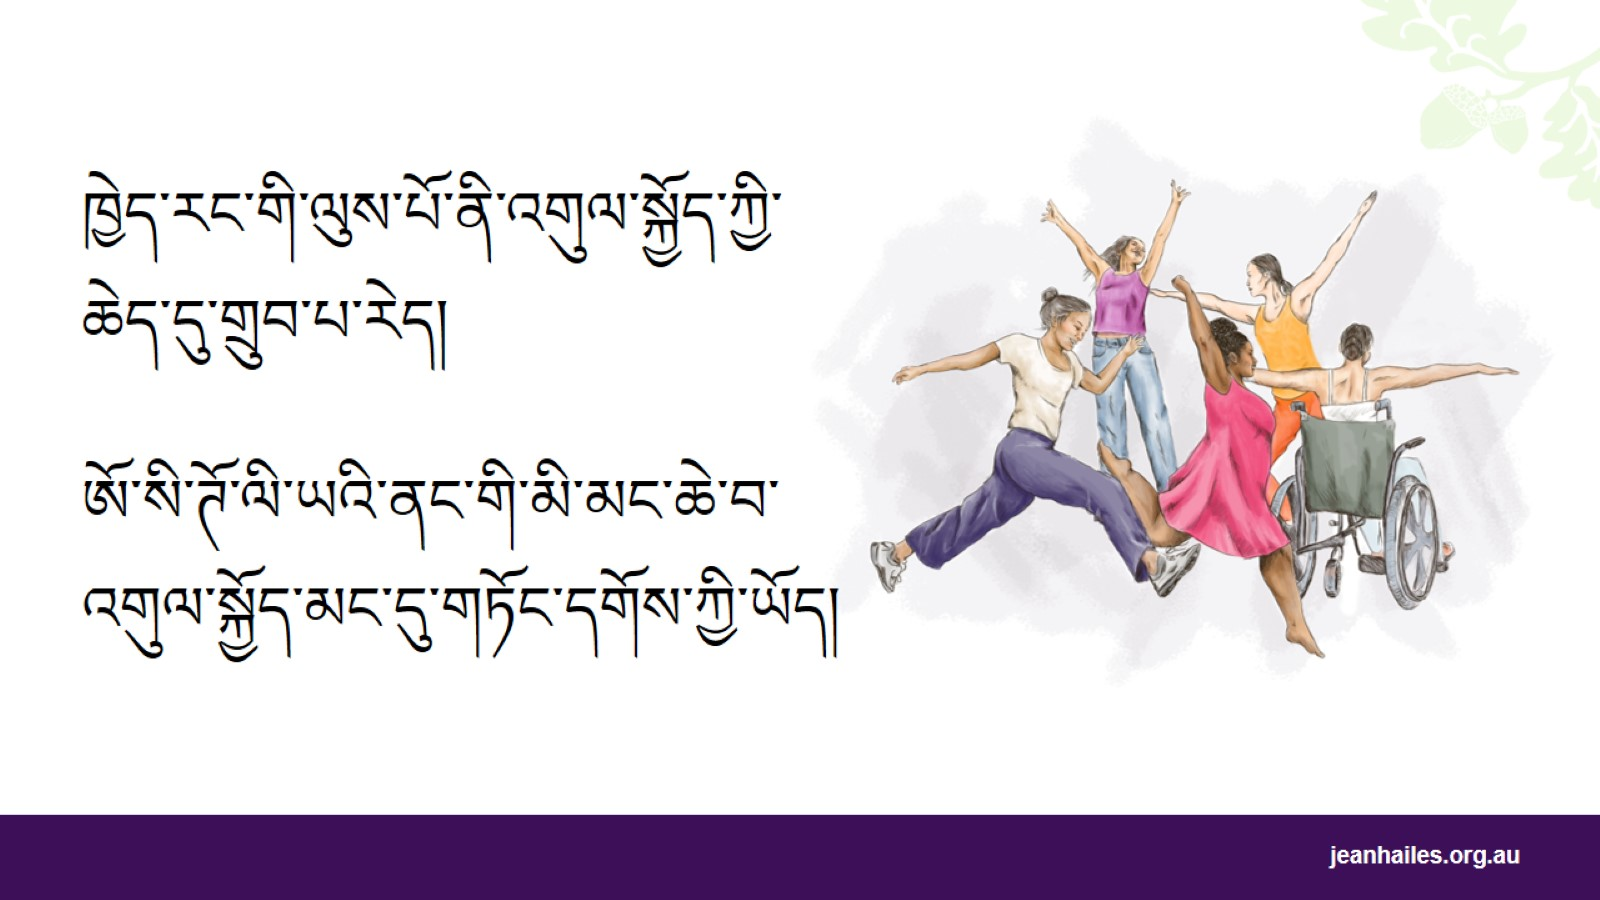 ཁྱེད་རང་གི་ལུས་པོ་ནི་འགུལ་སྐྱོད་ཀྱི་
ཆེད་དུ་གྲུབ་པ་རེད།
ཨོ་སི་ཊོ་ལི་ཡའི་ནང་གི་མི་མང་ཆེ་བ་
འགུལ་སྐྱོད་མང་དུ་གཏོང་དགོས་ཀྱི་ཡོད།
jeanhailes.org.au